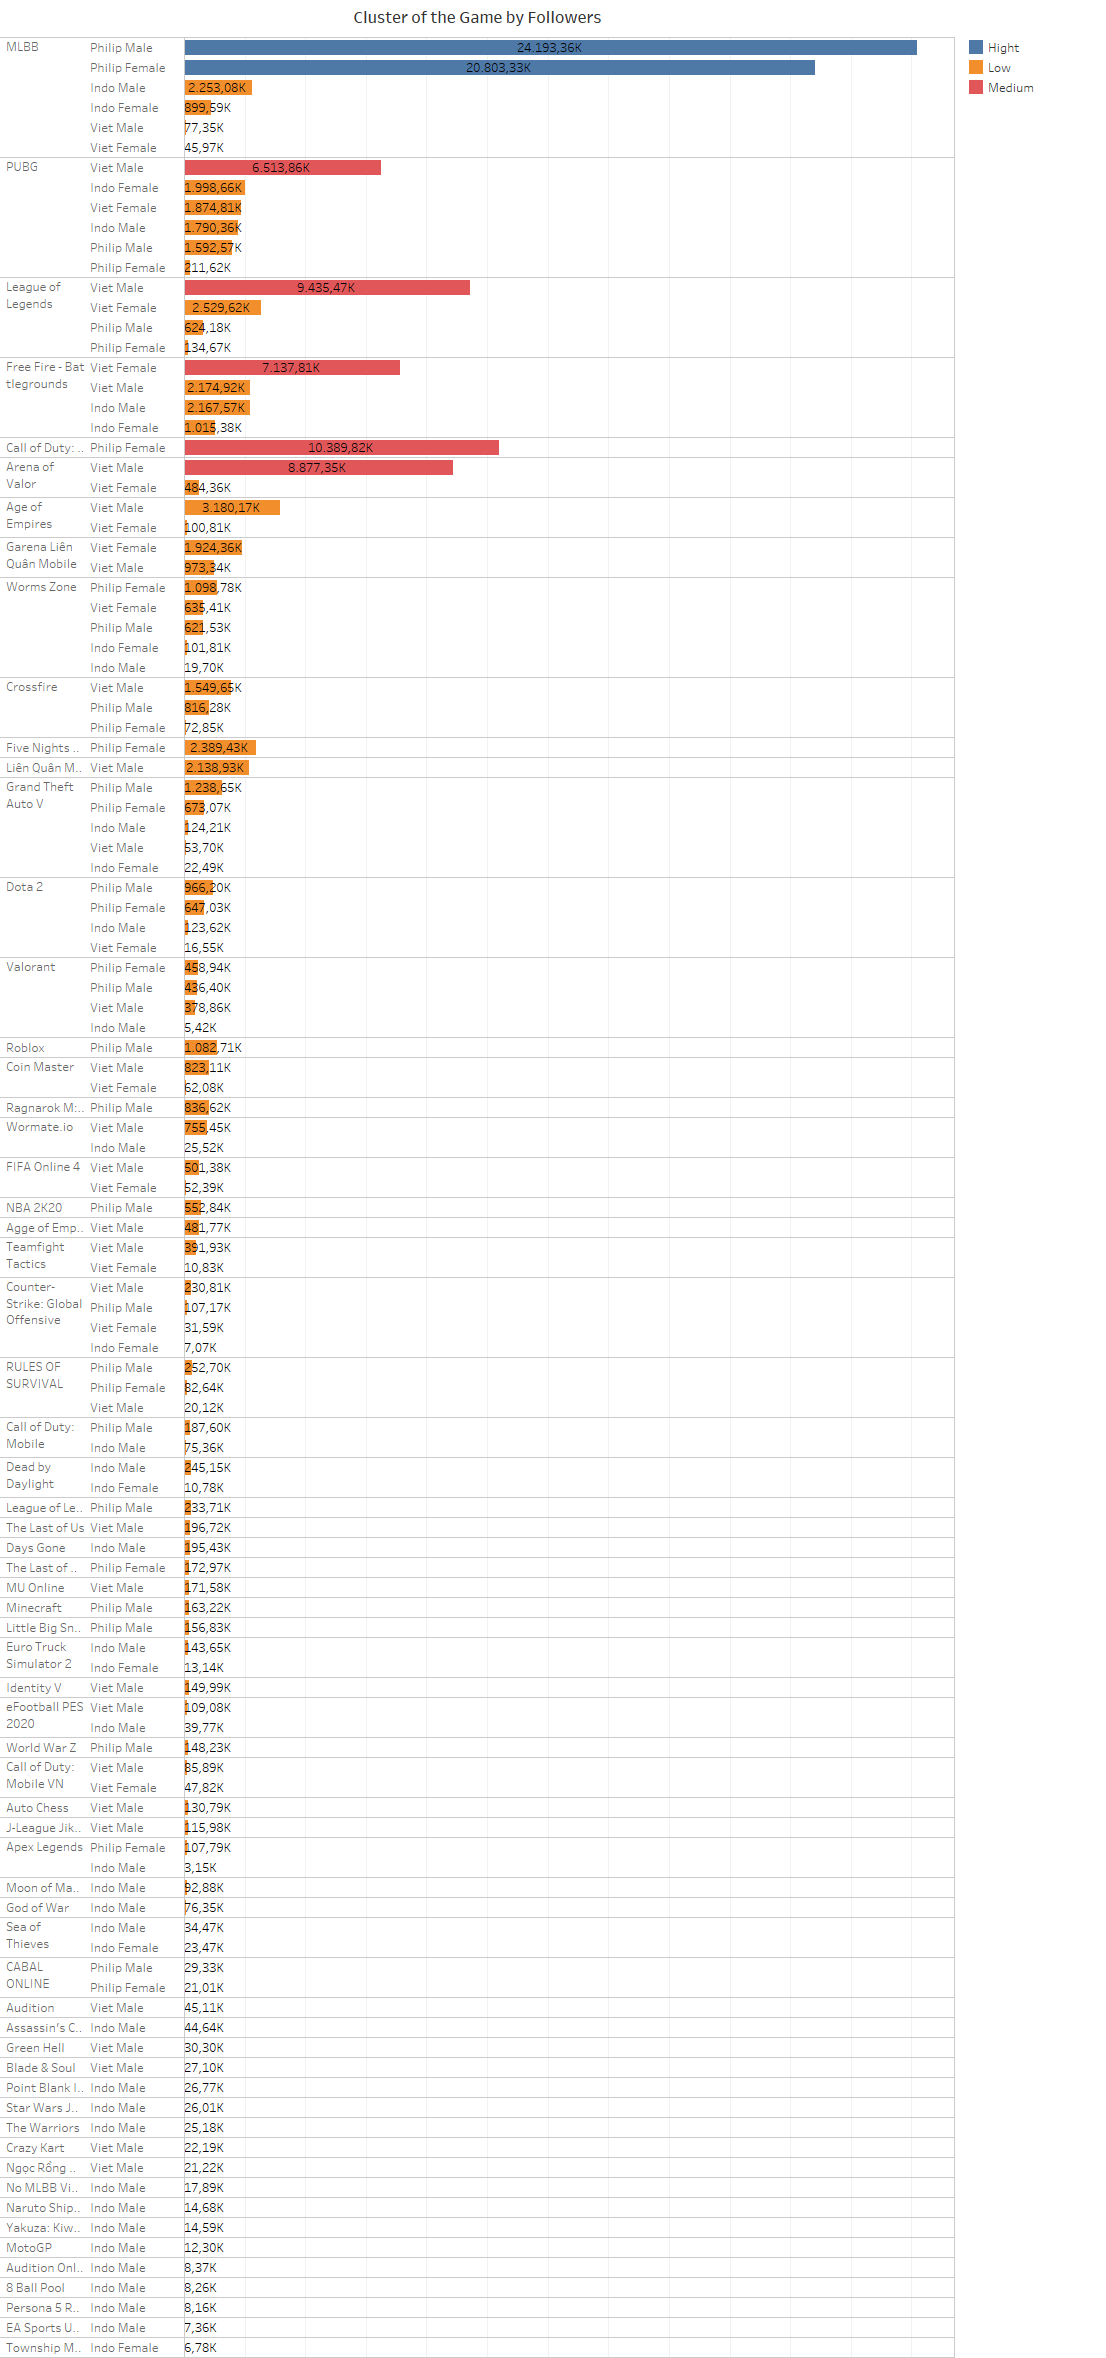 Cluster of the Game by Followers
Hight
Low
Medium
MLBB Philip Male 24.193,36K
Philip Female 20.803,33K
Indo Male 2.253,08K
Indo Female 899,59K
Viet Male 77,35K
Viet Female 45,97K
PUBG Viet Male 6.513,86K
Indo Female 1.998,66K
Viet Female 1.874,81K
Indo Male 1.790,36K
Philip Male 1.592,57K
Philip Female 211,62K
League of Viet Male 9.435,47K
Legends Viet Female 2.529,62K
Philip Male 624,18K
Philip Female 134,67K
Free Fire - Bat Viet Female 7.137,81K
tlegrounds Viet Male 2.174,92K
Indo Male 2.167,57K
Indo Female 1.015,38K
Call of Duty: .. Philip Female 10.389,82K
Arena of Viet Male 8.877,35K
Valor Viet Female 484,36K
Age of Viet Male 3.180,17K
Empires Viet Female 100,81K
Garena Liên Viet Female 1.924,36K
Quân Mobile Viet Male 973,34K
Worms Zone Philip Female 1.098,78K
Viet Female 635,41K
Philip Male 621,53K
Indo Female 101,81K
Indo Male 19,70K
Crossfire Viet Male 1.549,65K
Philip Male 816,28K
Philip Female 72,85K
Five Nights .. Philip Female 2.389,43K
Liên Quân M.. Viet Male 2.138,93K
Grand Theft Philip Male 1.238,65K
Auto V Philip Female 673,07K
Indo Male 124,21K
Viet Male 53,70K
Indo Female 22,49K
Dota 2 Philip Male 966,20K
Philip Female 647,03K
Indo Male 123,62K
Viet Female 16,55K
Valorant Philip Female 458,94K
Philip Male 436,40K
Viet Male 378,86K
Indo Male 5,42K
Roblox Philip Male 1.082,71K
Coin Master Viet Male 823,11K
Viet Female 62,08K
Ragnarok M:.. Philip Male 836,62K
Wormate.io Viet Male 755,45K
Indo Male 25,52K
FIFA Online 4 Viet Male 501,38K
Viet Female 52,39K
NBA 2K20 Philip Male 552,84K
Agge of Emp.. Viet Male 481,77K
Teamfight Viet Male 391,93K
Tactics Viet Female 10,83K
Counter- Viet Male 230,81K
Strike: Global Philip Male 107,17K
Offensive Viet Female 31,59K
Indo Female 7,07K
RULES OF Philip Male 252,70K
SURVIVAL Philip Female 82,64K
Viet Male 20,12K
Call of Duty: Philip Male 187,60K
Mobile Indo Male 75,36K
Dead by Indo Male 245,15K
Daylight Indo Female 10,78K
League of Le.. Philip Male 233,71K
The Last of Us Viet Male 196,72K
Days Gone Indo Male 195,43K
The Last of .. Philip Female 172,97K
MU Online Viet Male 171,58K
Minecraft Philip Male 163,22K
Little Big Sn.. Philip Male 156,83K
Euro Truck Indo Male 143,65K
Simulator 2 Indo Female 13,14K
Identity V Viet Male 149,99K
eFootball PES Viet Male 109,08K
2020 Indo Male 39,77K
World War Z Philip Male 148,23K
Call of Duty: Viet Male 85,89K
Mobile VN Viet Female 47,82K
Auto Chess Viet Male 130,79K
J-League Jik.. Viet Male 115,98K
Apex Legends Philip Female 107,79K
Indo Male 3,15K
Moon of Ma.. Indo Male 92,88K
God of War Indo Male 76,35K
Sea of Indo Male 34,47K
Thieves Indo Female 23,47K
CABAL Philip Male 29,33K
ONLINE Philip Female 21,01K
Audition Viet Male 45,11K
Assassin's C.. Indo Male 44,64K
Green Hell Viet Male 30,30K
Blade & Soul Viet Male 27,10K
Point Blank I.. Indo Male 26,77K
Star Wars J.. Indo Male 26,01K
The Warriors Indo Male 25,18K
Crazy Kart Viet Male 22,19K
Ngọc Rồng .. Viet Male 21,22K
No MLBB Vi.. Indo Male 17,89K
Naruto Ship.. Indo Male 14,68K
Yakuza: Kiw.. Indo Male 14,59K
MotoGP Indo Male 12,30K
Audition Onl.. Indo Male 8,37K
8 Ball Pool Indo Male 8,26K
Persona 5 R.. Indo Male 8,16K
EA Sports U.. Indo Male 7,36K
Township M.. Indo Female 6,78K